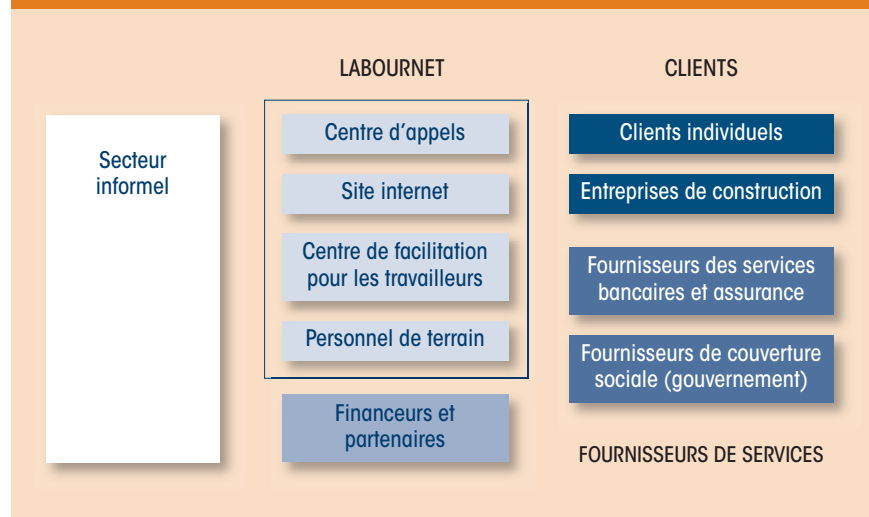 LABOURNET
CLIENTS
Secteur
informel
Centre d’appels
Site internet
Centre de facilitation
pour les travailleurs
Personnel de terrain
Financeurs et
partenaires
Clients individuels
Entreprises de construction
Fournisseurs des services
bancaires et assurance
Fournisseurs de couverture
sociale (gouvernement)
FOURNISSEURS DE SERVICES